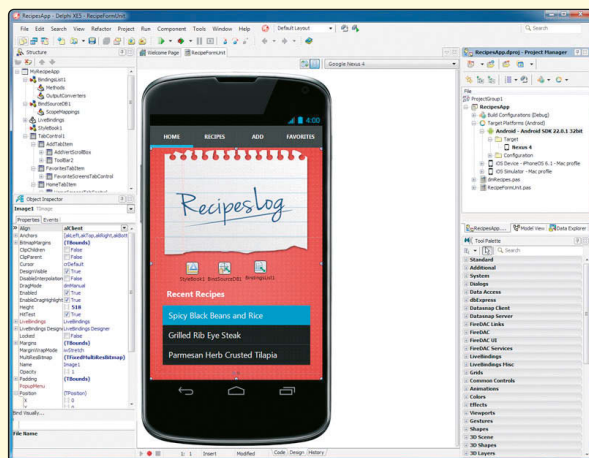 RecipesApp - Delphi XE5 - RecipeFormUnit
File Edit Search View Refactor Project Run Component Tools Window Help
Default Layout
Search
Structure
MyRecipeApp
BindingsList1
Methods
OutputConverters
BindSourceDB1
ScopeMappings
LiveBindings
StyleBook1
TabControl1
AddTabItem
AddVertScrollBox
ToolBar2
FavoritesTabItem
FavoriteScreensTabControl
HomeTabItem
Object Inspector
Image1 TImage
Properties Events
Align alClient
Anchors [akLeft,akTop,akRight,akBott
BitmapMargins (TBounds)
ClipChildren False
ClipParent False
Cursor crDefault
DesignVisible True
DisableInterpolation False
DragMode dmManual
Enabled True
EnableDragHighlight True
Height 510
HitTest True
LiveBindings LiveBindings
LiveBindings Design LiveBindings Designer
Locked False
Margins (TBounds)
MarginWrapMode iwStretch
MultiResBitmap (TFixedMultiResBitmap)
Name Image1
Opacity 1
Padding (TBounds)
PopupMenu
Position (TPosition)
X 0
Bind Visually...
File Name
Welcome Page RecipeFormUnit
Google Nexus 4
4:00
HOME RECIPES ADD FAVORITES
RecipesLog
StyleBook1 BindSourceDB1 BindingsList1
Recent Recipes
Spicy Black Beans and Rice
Grilled Rib Eye Steak
Parmesan Herb Crusted Tilapia
1: 1 Insert Modified Code Design History
RecipesApp.dproj - Project Manager
File
ProjectGroup1
RecipesApp
Build Configurations (Debug)
Target Platforms (Android)
Android - Android SDK 22.0.1 32bit
Target
Nexus 4
Configuration
iOS Device - iPhoneOS 6.1 - Mac profile
iOS Simulator - Mac profile
dmRecipes.pas
RecipeFormUnit.pas
RecipesApp.... Model View Data Explorer
Tool Palette
Search
Standard
Additional
System
Dialogs
Data Access
dbExpress
Datasnap Client
Datasnap Server
FireDAC Links
FireDAC
FireDAC UI
FireDAC Services
LiveBindings
LiveBindings Misc
Grids
Common Controls
Animations
Colors
Effects
Viewports
Gestures
Shapes
3D Scene
3D Shapes
3D Layers